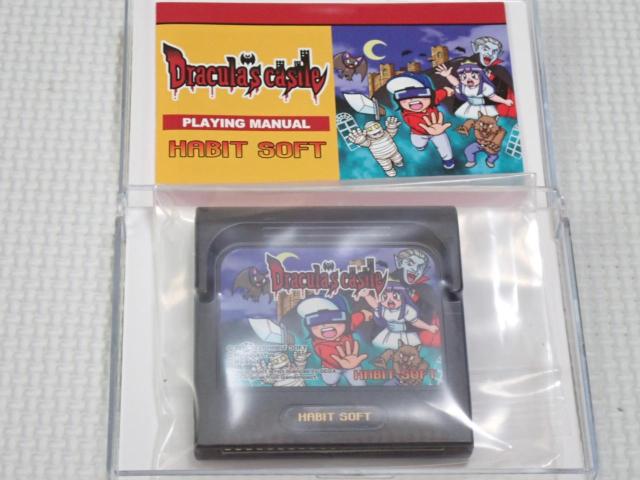 Dracula's castle
PLAYING MANUAL
HABIT SOFT
Dracula's castle
HABIT SOFT
HABIT SOFT